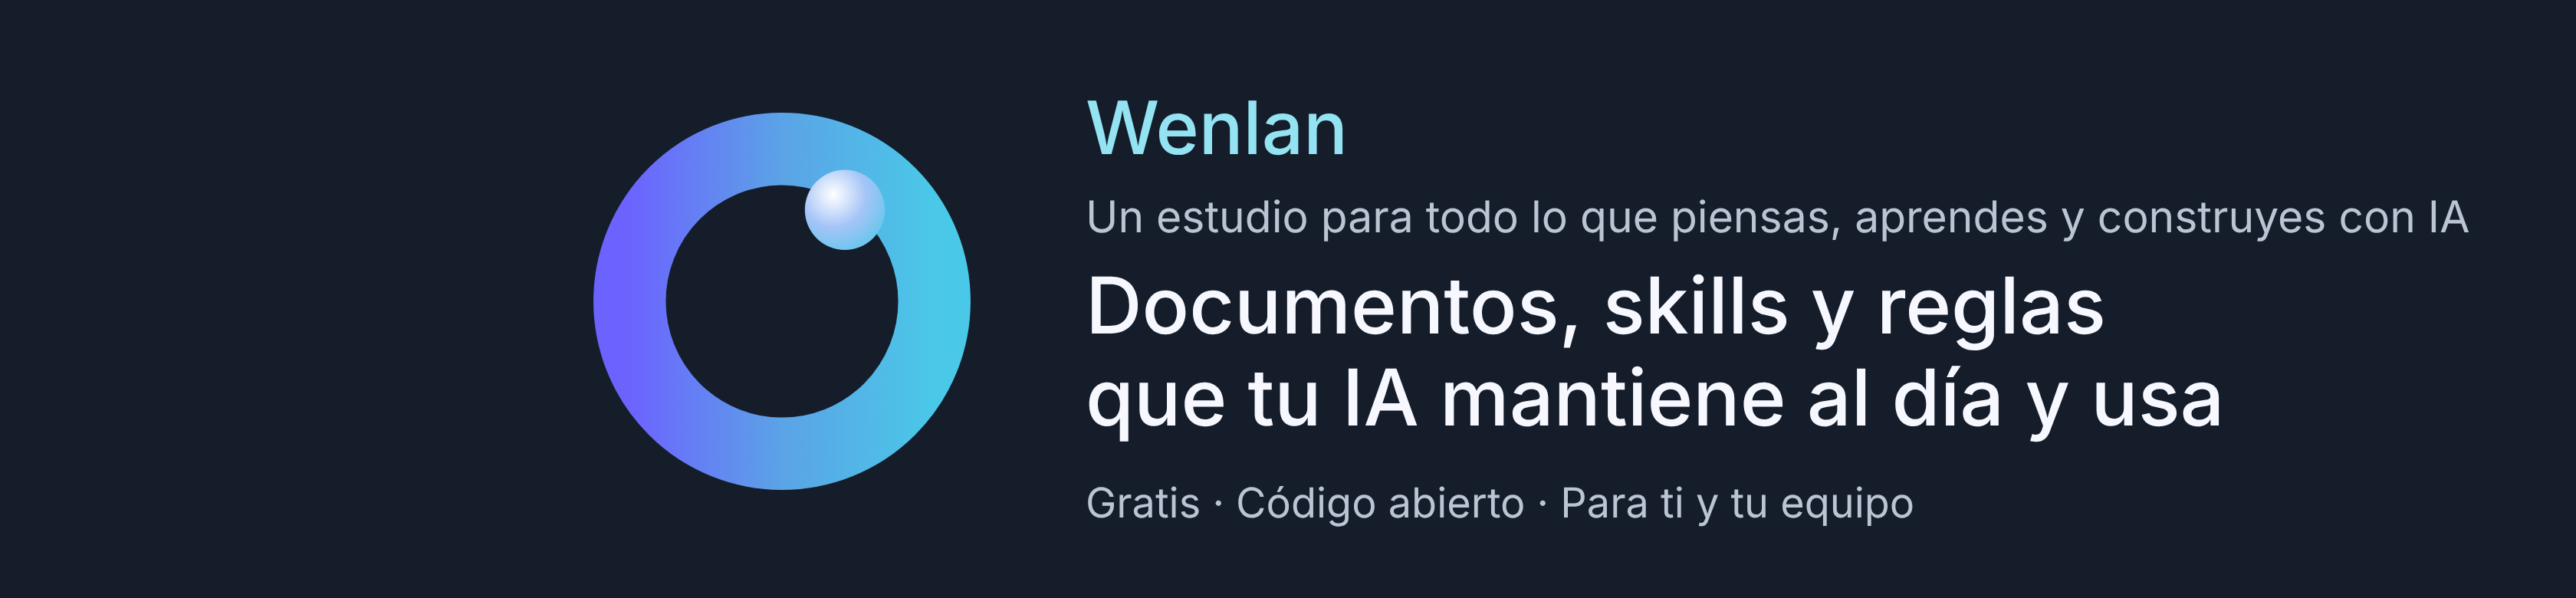 Wenlan
Un estudio para todo lo que piensas, aprendes y construyes con IA
Documentos, skills y reglas
que tu IA mantiene al día y usa
Gratis · Código abierto · Para ti y tu equipo